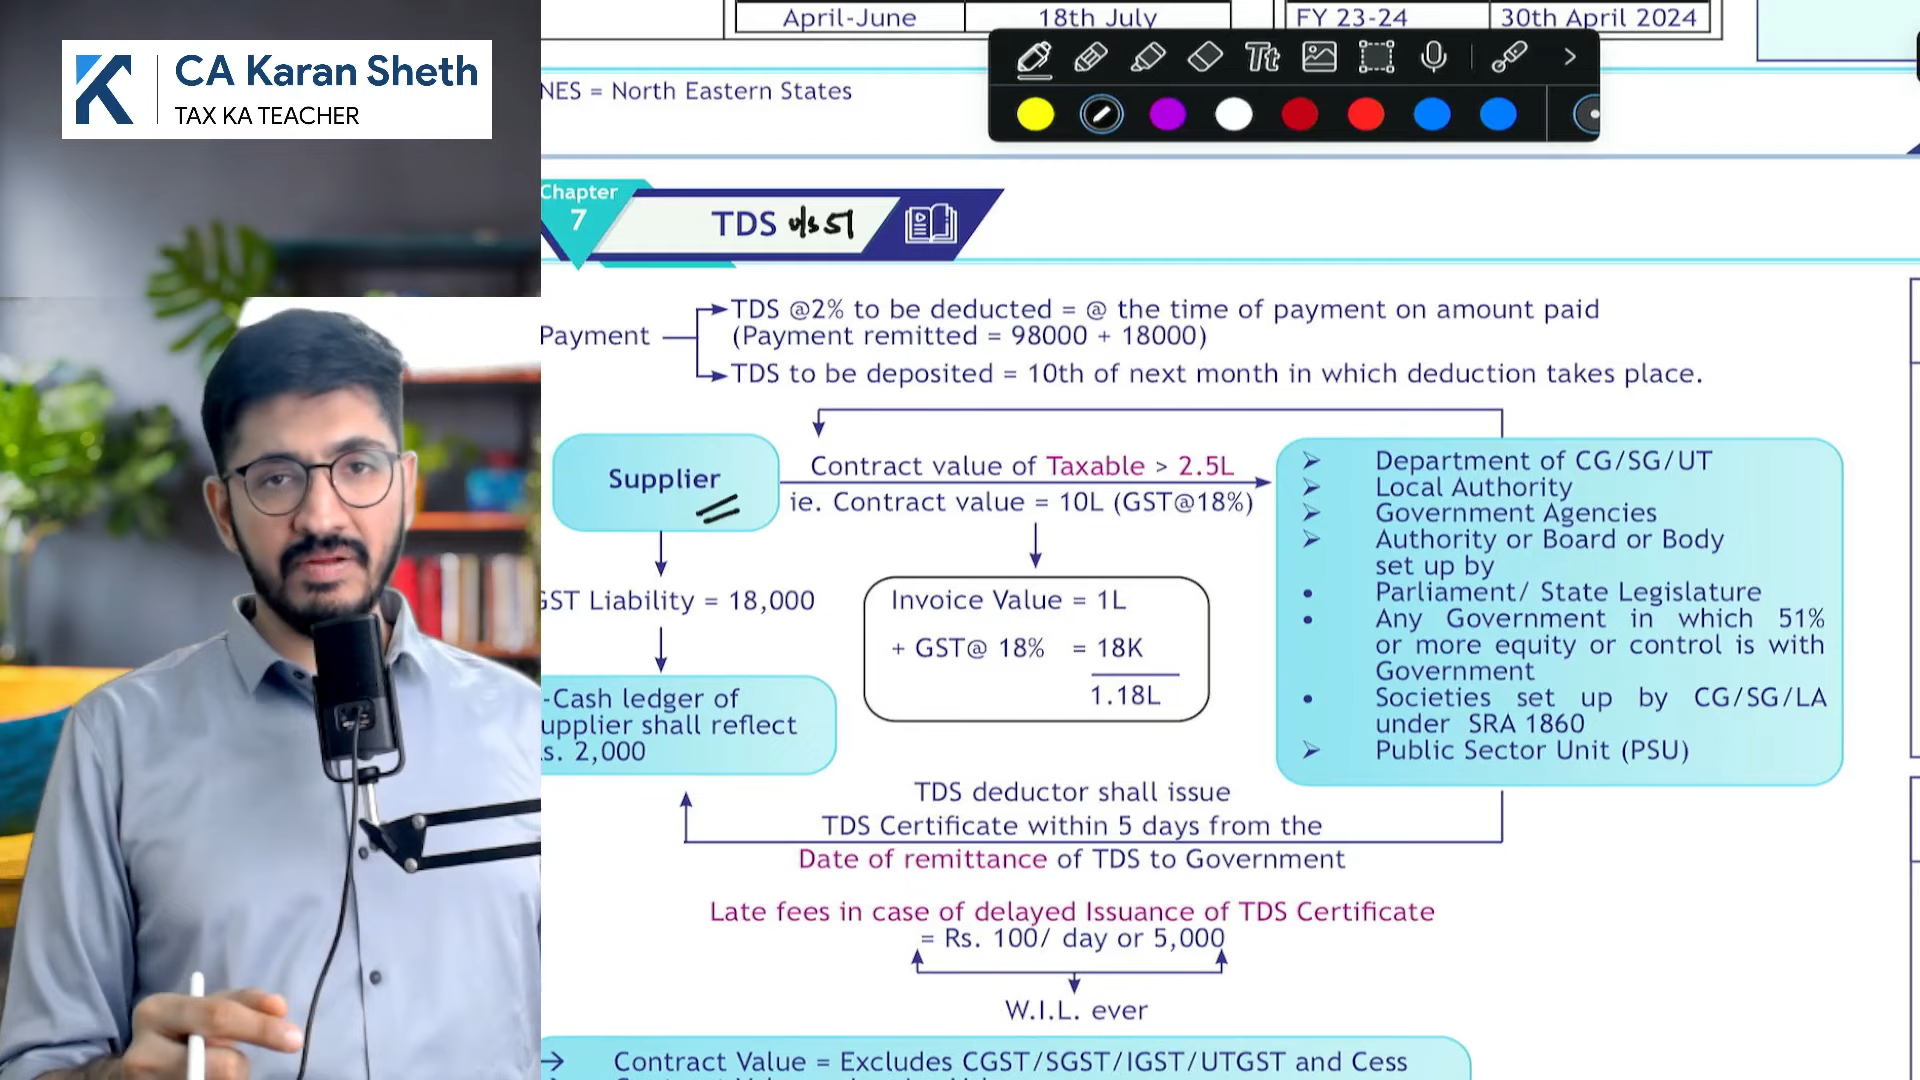 CA Karan Sheth
TAX KA TEACHER
April-June 18th July
FY 23-24 30th April 2024
Tt
NES = North Eastern States
Chapter
7
TDS u/s 51
Payment
TDS @2% to be deducted = @ the time of payment on amount paid
(Payment remitted = 98000 + 18000)
TDS to be deposited = 10th of next month in which deduction takes place.
Supplier
Contract value of Taxable > 2.5L
ie. Contract value = 10L (GST@18%)
GST Liability = 18,000
Invoice Value = 1L
+ GST@ 18% = 18K
1.18L
-Cash ledger of
upplier shall reflect
s. 2,000
➢ Department of CG/SG/UT
➢ Local Authority
➢ Government Agencies
➢ Authority or Board or Body
set up by
• Parliament/ State Legislature
• Any Government in which 51%
or more equity or control is with
Government
• Societies set up by CG/SG/LA
under SRA 1860
➢ Public Sector Unit (PSU)
TDS deductor shall issue
TDS Certificate within 5 days from the
Date of remittance of TDS to Government
Late fees in case of delayed Issuance of TDS Certificate
= Rs. 100/ day or 5,000
W.I.L. ever
→ Contract Value = Excludes CGST/SGST/IGST/UTGST and Cess